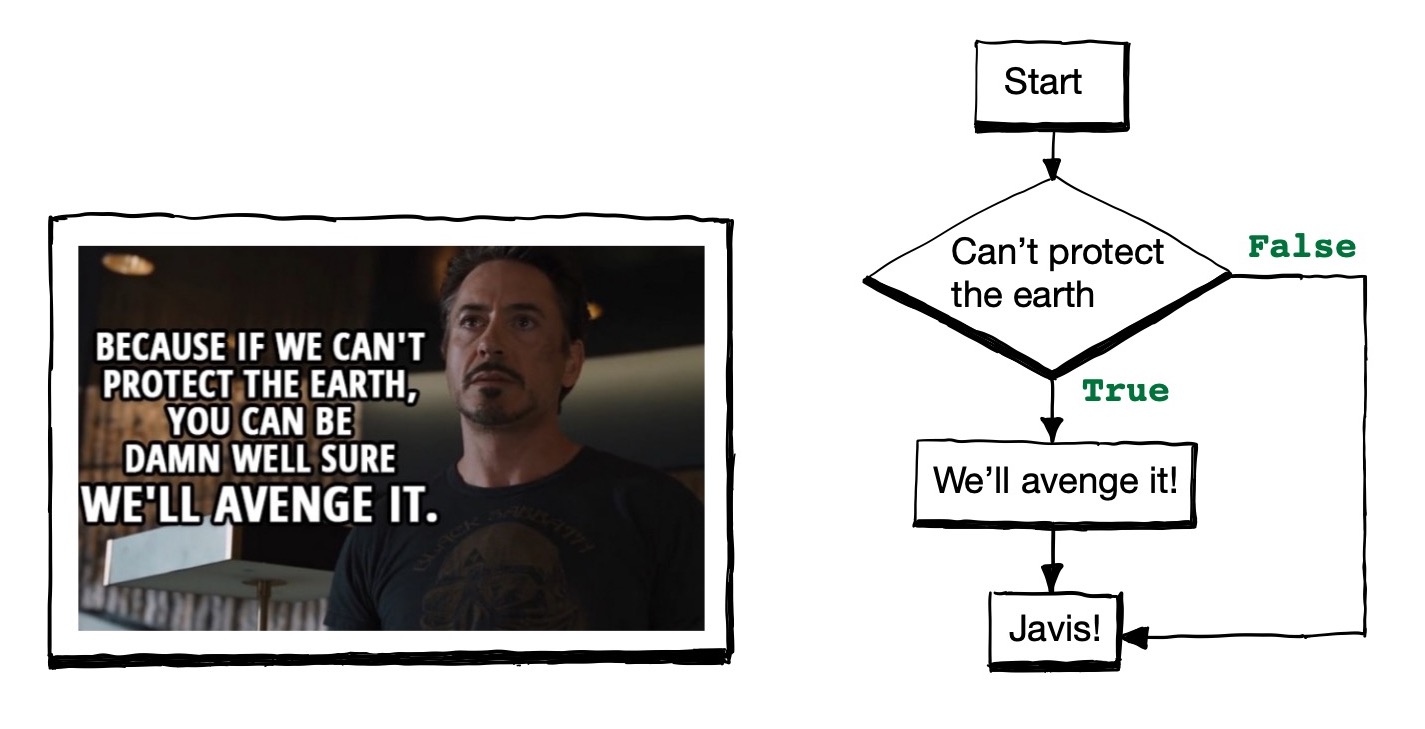 BECAUSE IF WE CAN'T
PROTECT THE EARTH,
YOU CAN BE
DAMN WELL SURE
WE'LL AVENGE IT.
BLACK SABBATH
Start
Can’t protect
the earth
False
True
We’ll avenge it!
Javis!